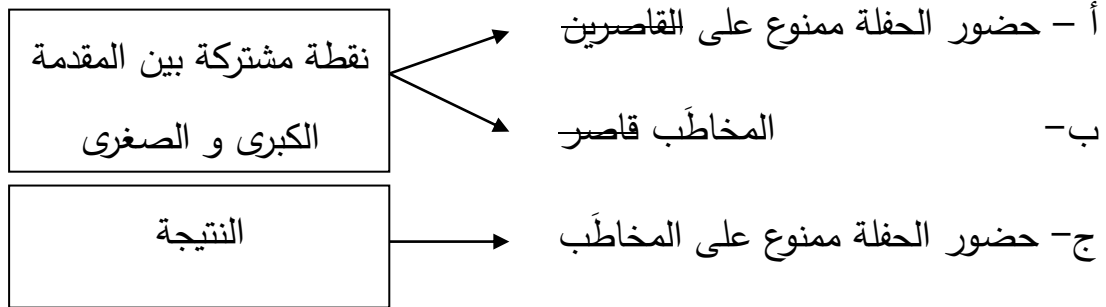 أ – حضور الحفلة ممنوع على القاصرين
نقطة مشتركة بين المقدمة
الكبرى و الصغرى
ب– المخاطَب قاصر
ج– حضور الحفلة ممنوع على المخاطَب
النتيجة